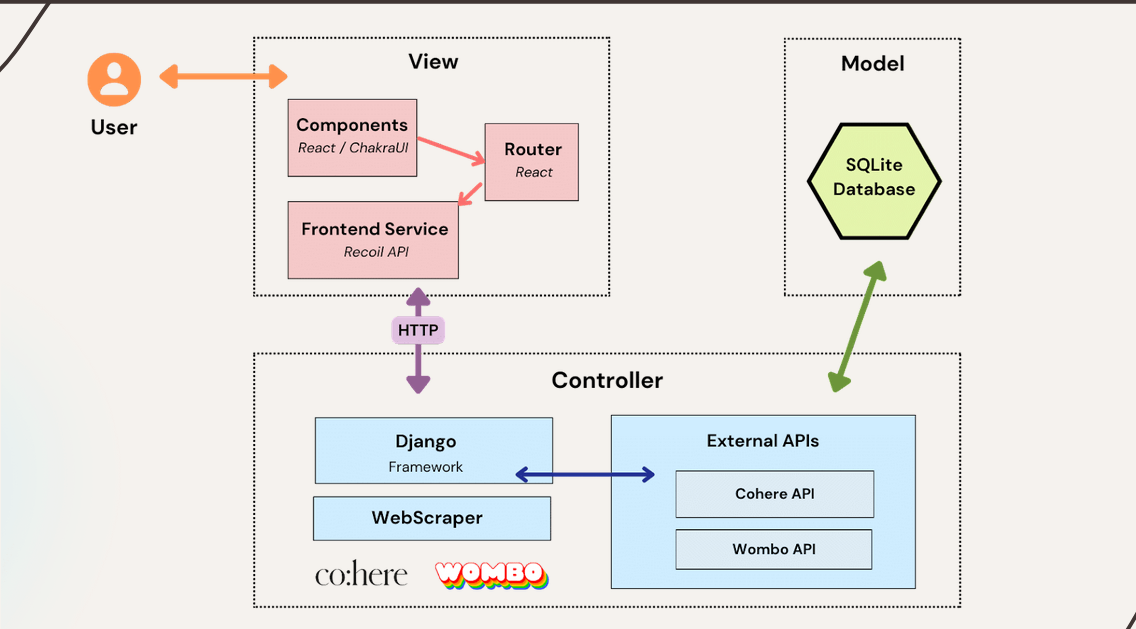 View
Model
User
Components
React / ChakraUI
Router
React
SQLite
Database
Frontend Service
Recoil API
HTTP
Controller
Django
Framework
External APIs
Cohere API
WebScraper
Wombo API
co:here
WOMBO